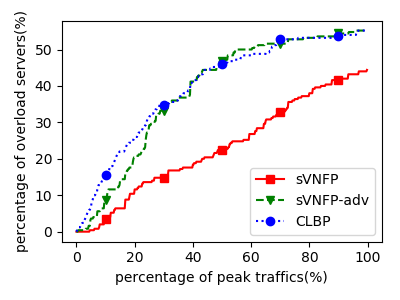 percentage of overload servers(%)
50
40
30
20
10
0
sVNFP
sVNFP-adv
CLBP
0 20 40 60 80 100
percentage of peak traffics(%)